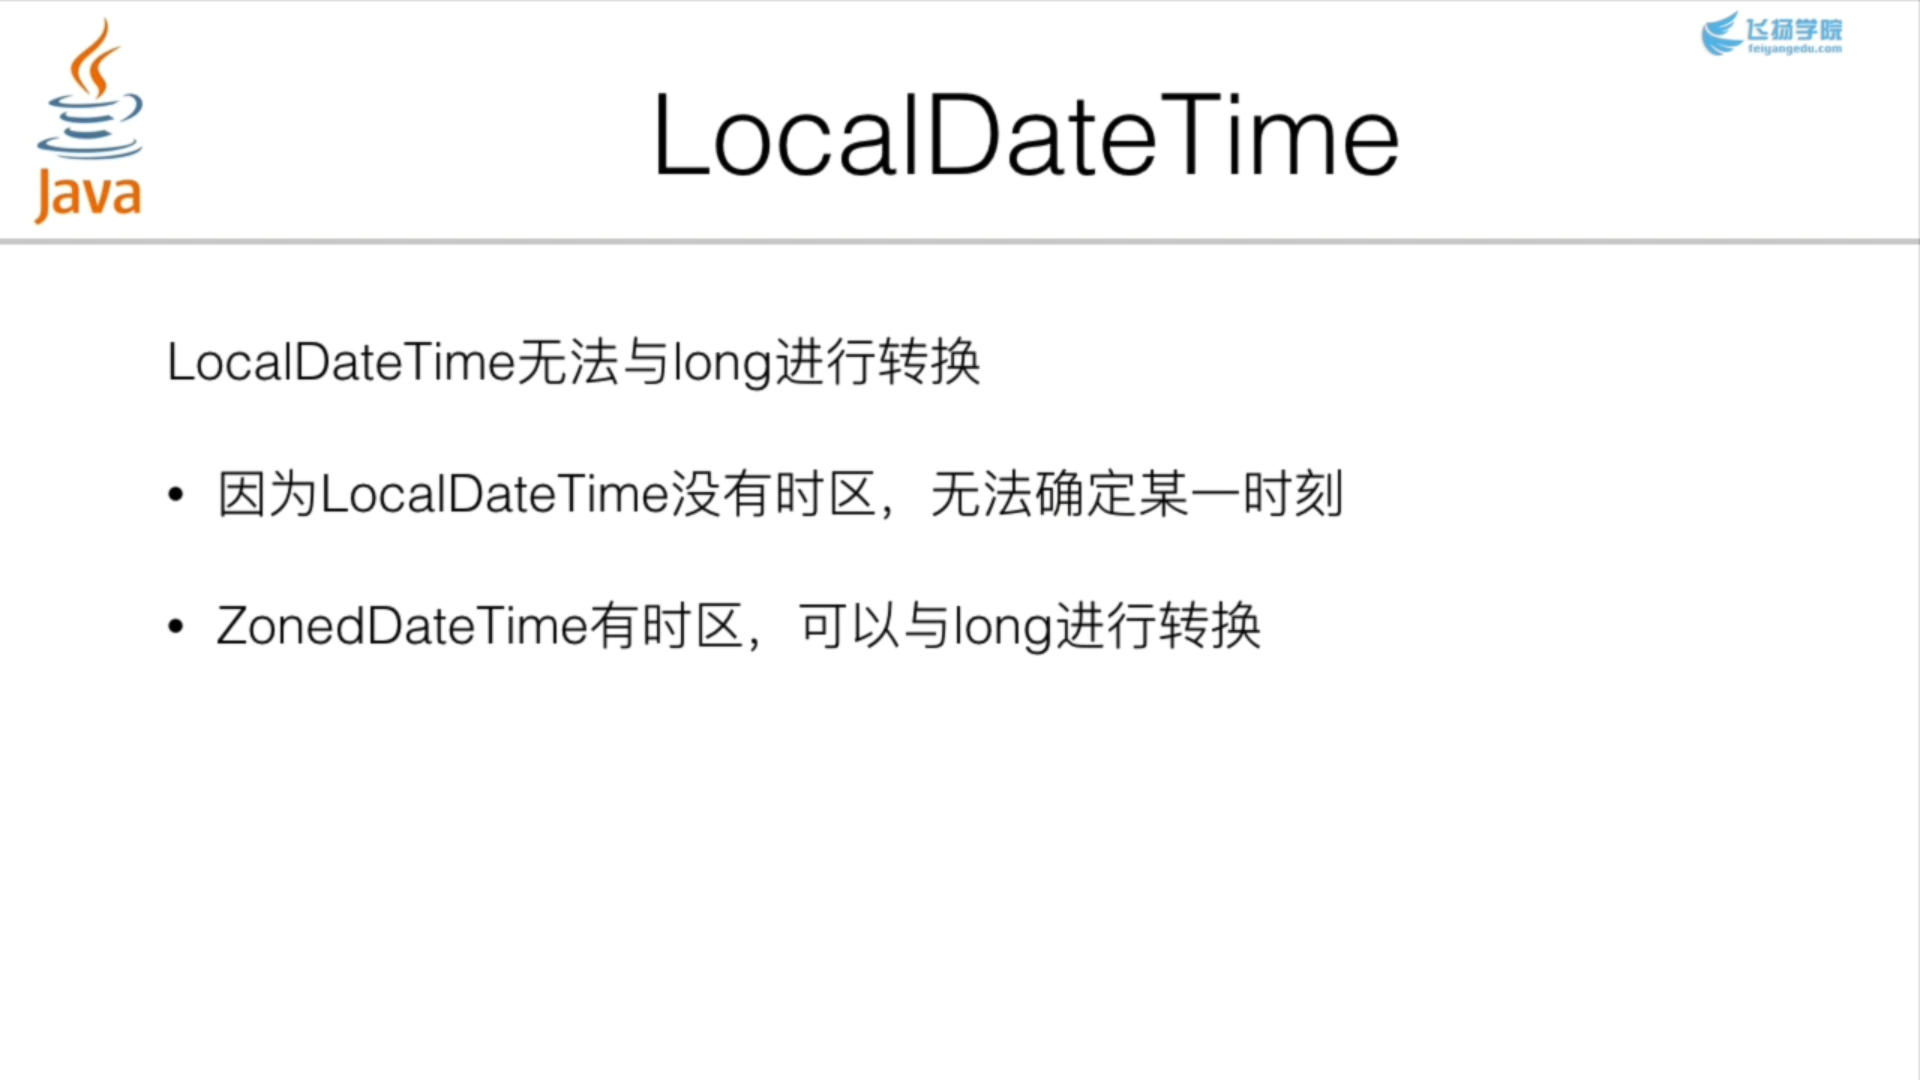 飞扬学院
feiyangedu.com
Java
LocalDateTime
LocalDateTime无法与long进行转换
• 因为LocalDateTime没有时区，无法确定某一时刻
• ZonedDateTime有时区，可以与long进行转换